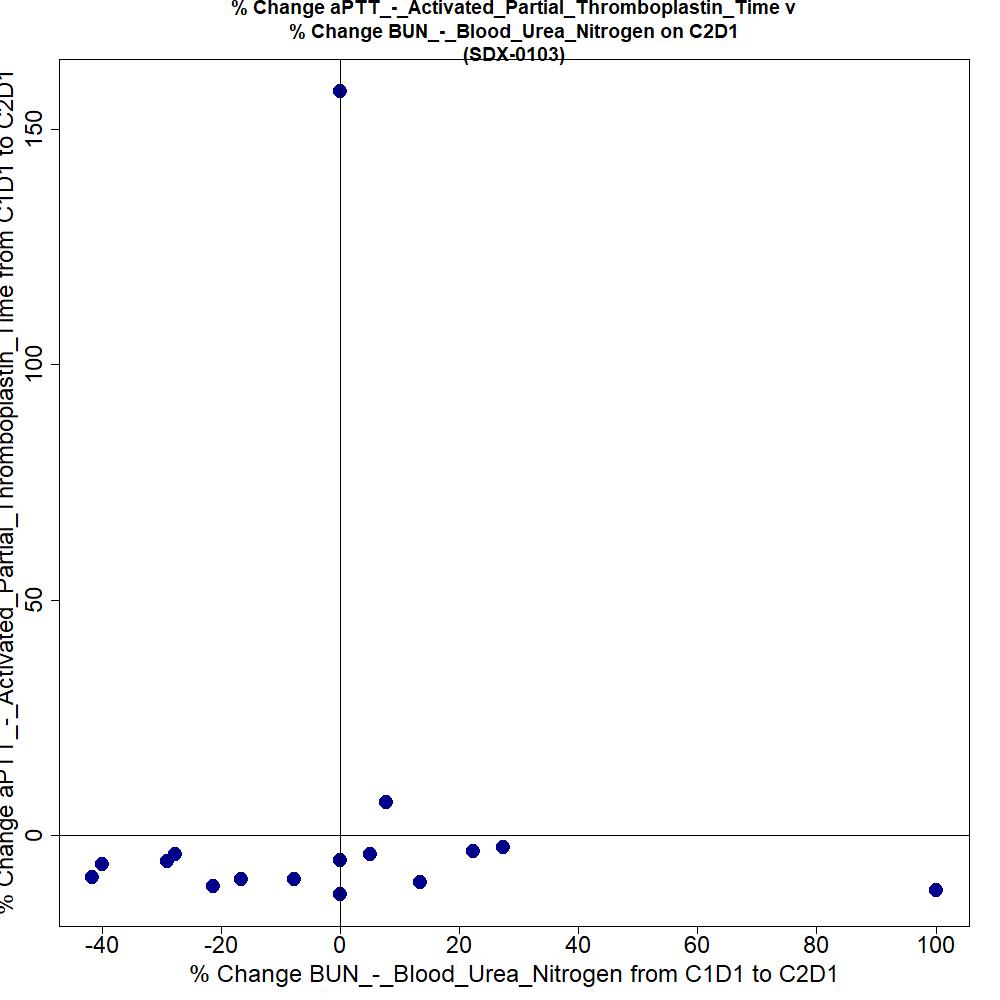 % Change aPTT_-_Activated_Partial_Thromboplastin_Time v
% Change BUN_-_Blood_Urea_Nitrogen on C2D1
(SDX-0103)
% Change aPTT_-_Activated_Partial_Thromboplastin_Time from C1D1 to C2D1
150
100
50
0
-40 -20 0 20 40 60 80 100
% Change BUN_-_Blood_Urea_Nitrogen from C1D1 to C2D1